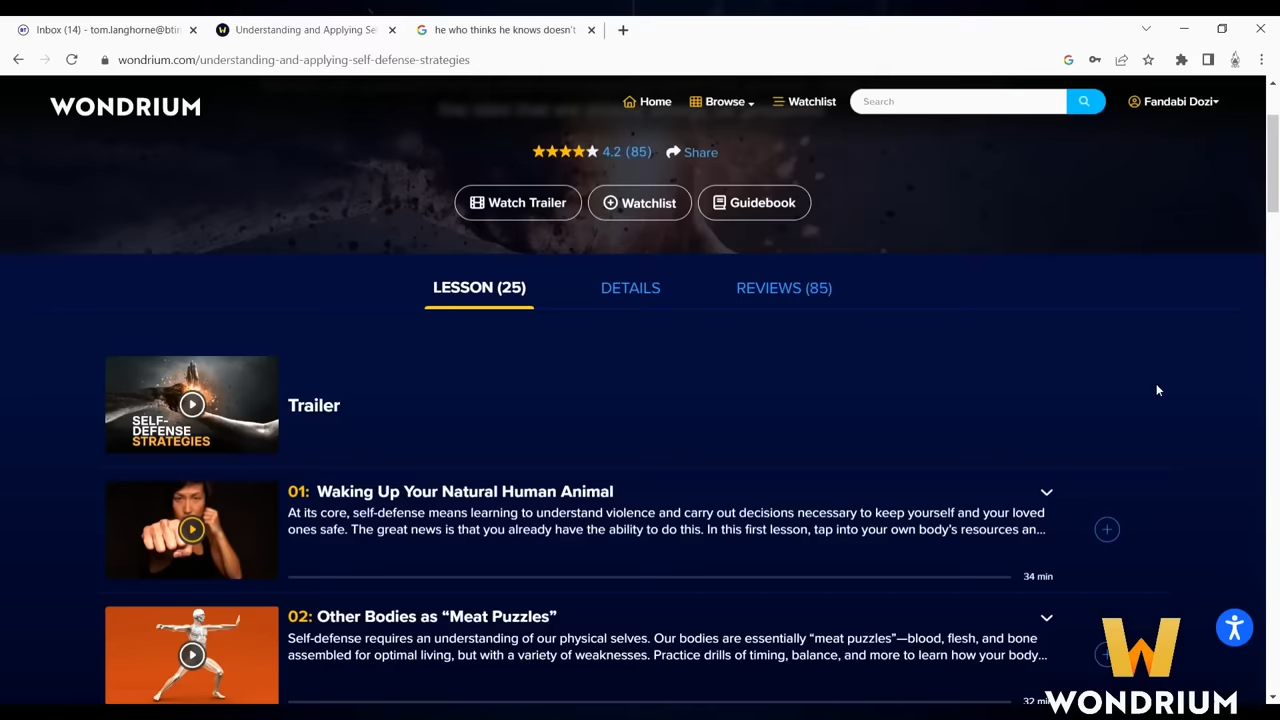 Inbox (14) - tom.langhorne@btin
Understanding and Applying Se
he who thinks he knows doesn't
wondrium.com/understanding-and-applying-self-defense-strategies
WONDRIUM
Home
Browse
Watchlist
Search
Fandabi Dozi
4.2 (85)
Share
Watch Trailer
Watchlist
Guidebook
LESSON (25)
DETAILS
REVIEWS (85)
SELF-
DEFENSE
STRATEGIES
Trailer
01: Waking Up Your Natural Human Animal
At its core, self-defense means learning to understand violence and carry out decisions necessary to keep yourself and your loved
ones safe. The great news is that you already have the ability to do this. In this first lesson, tap into your own body's resources an...
34 min
02: Other Bodies as “Meat Puzzles”
Self-defense requires an understanding of our physical selves. Our bodies are essentially “meat puzzles”—blood, flesh, and bone
assembled for optimal living, but with a variety of weaknesses. Practice drills of timing, balance, and more to learn how your body...
32 min
WONDRIUM